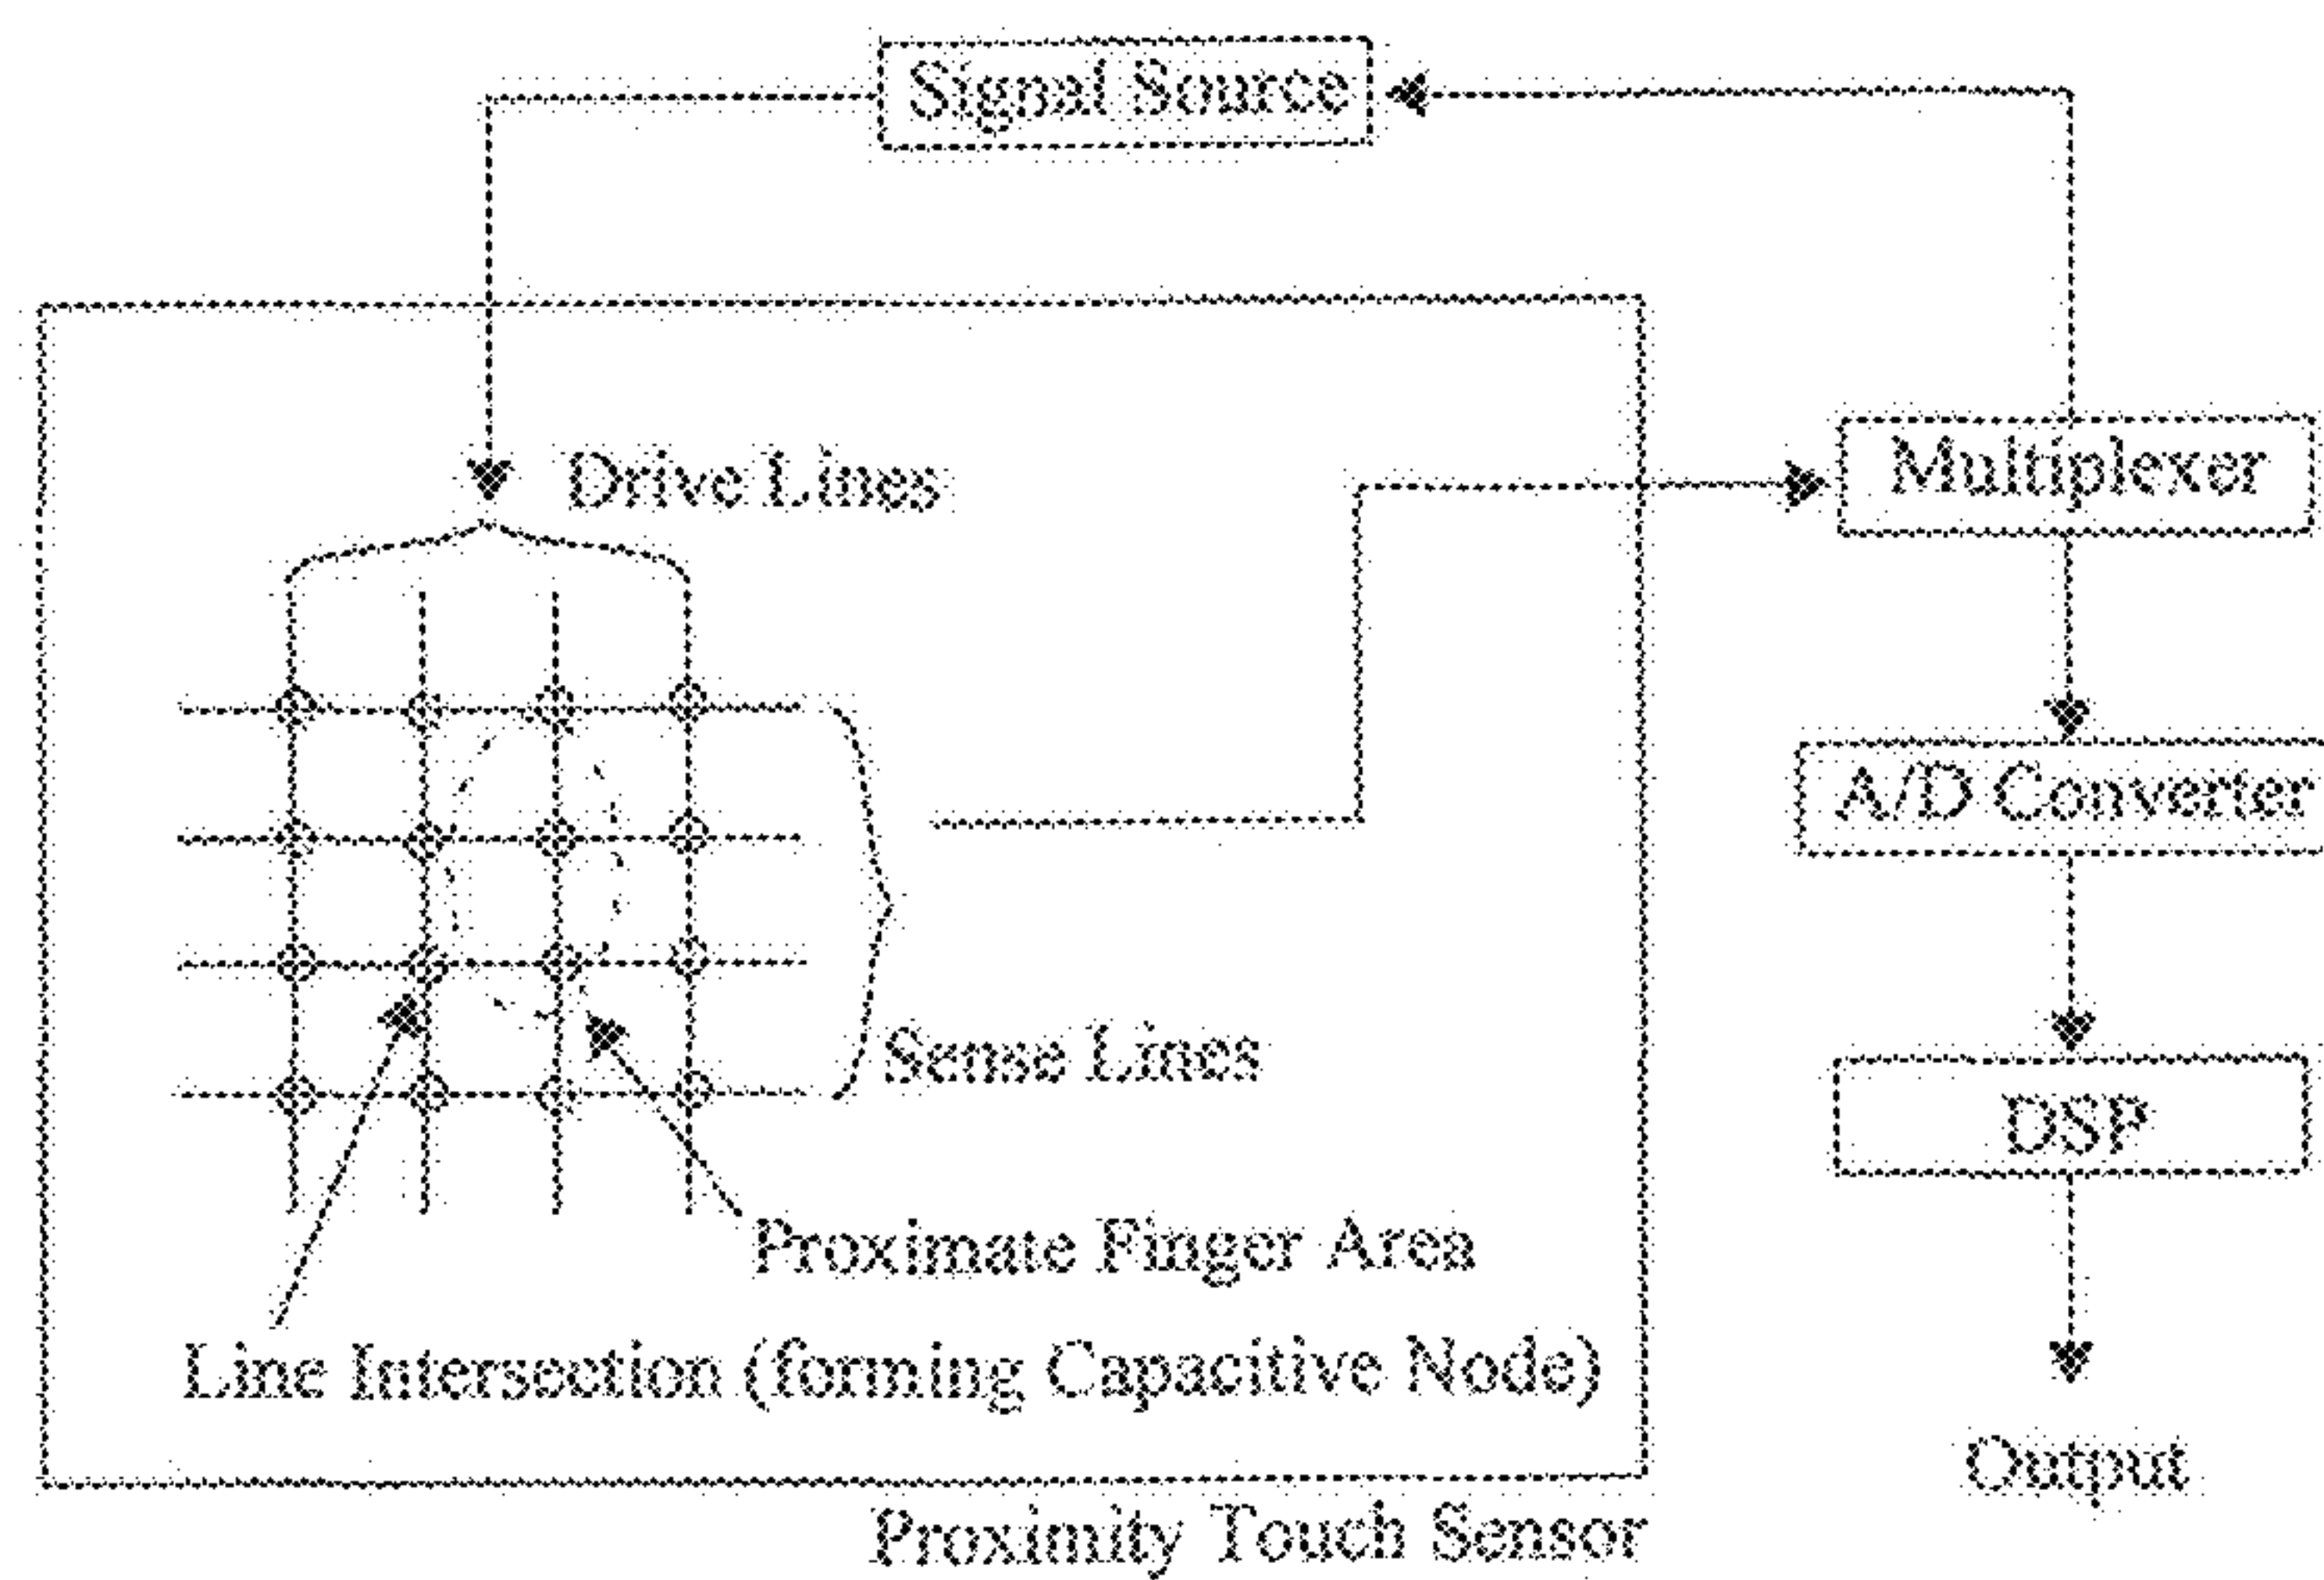 Signal Source
Drive Lines
Multiplexer
A/D Converter
Sense Lines
DSP
Proximate Finger Area
Line Intersection (forming Capacitive Node)
Output
Proximity Touch Sensor